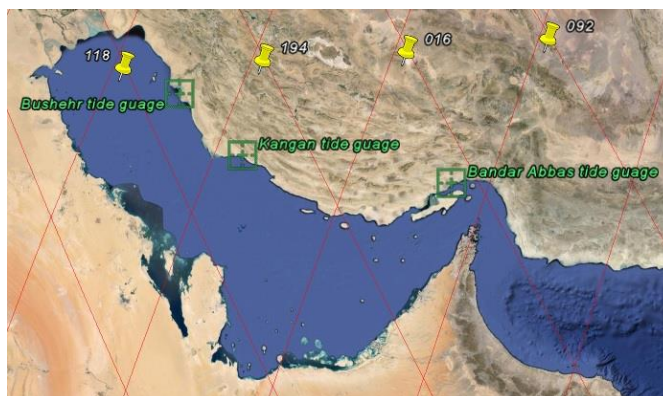 092
016
194
118
Bushehr tide guage
Kangan tide guage
Bandar Abbas tide guage